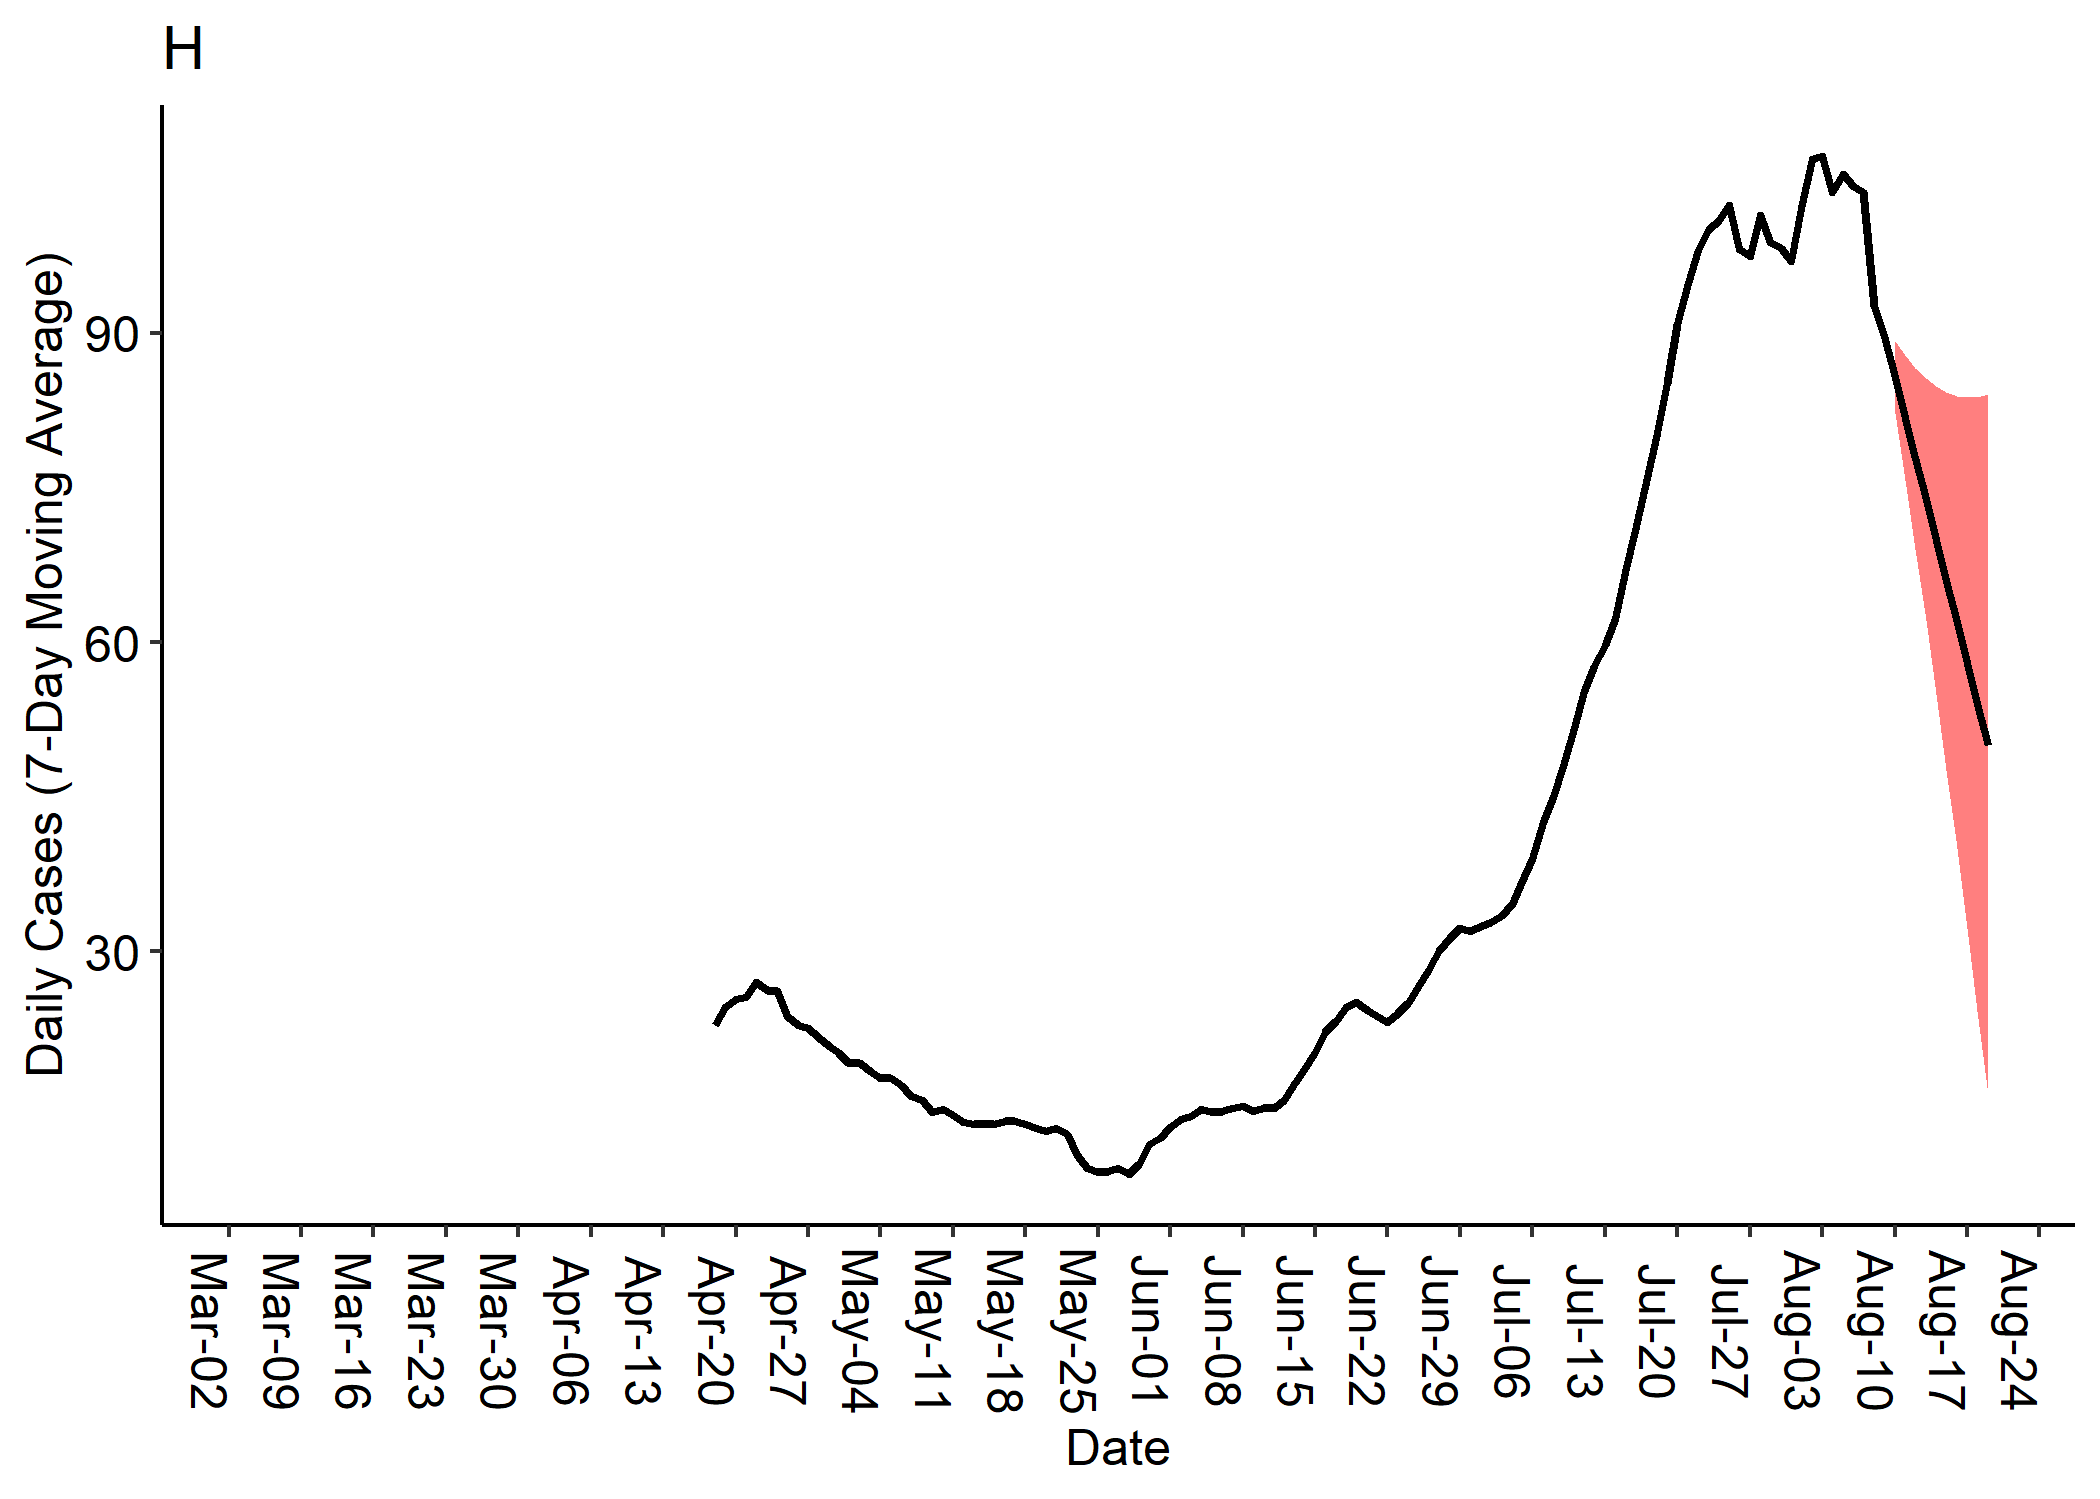 H
Daily Cases (7-Day Moving Average)
90
60
30
Mar-02
Mar-09
Mar-16
Mar-23
Mar-30
Apr-06
Apr-13
Apr-20
Apr-27
May-04
May-11
May-18
May-25
Jun-01
Jun-08
Jun-15
Jun-22
Jun-29
Jul-06
Jul-13
Jul-20
Jul-27
Aug-03
Aug-10
Aug-17
Aug-24
Date